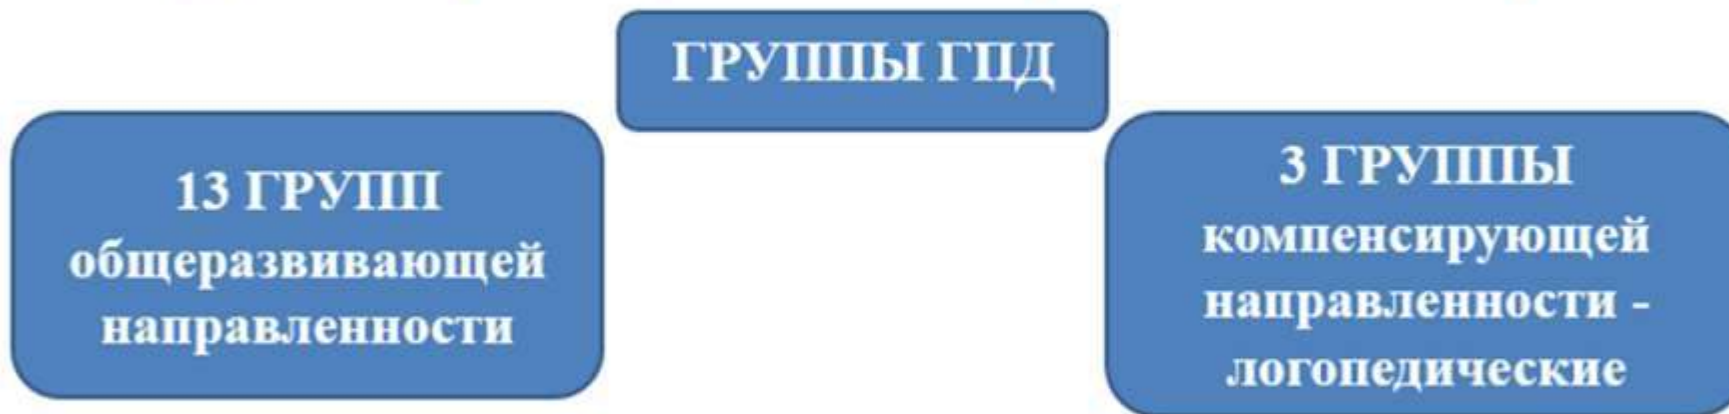 ГРУППЫ ГПД
13 ГРУПП
общеразвивающей
направленности
3 ГРУППЫ
компенсирующей
направленности -
логопедические